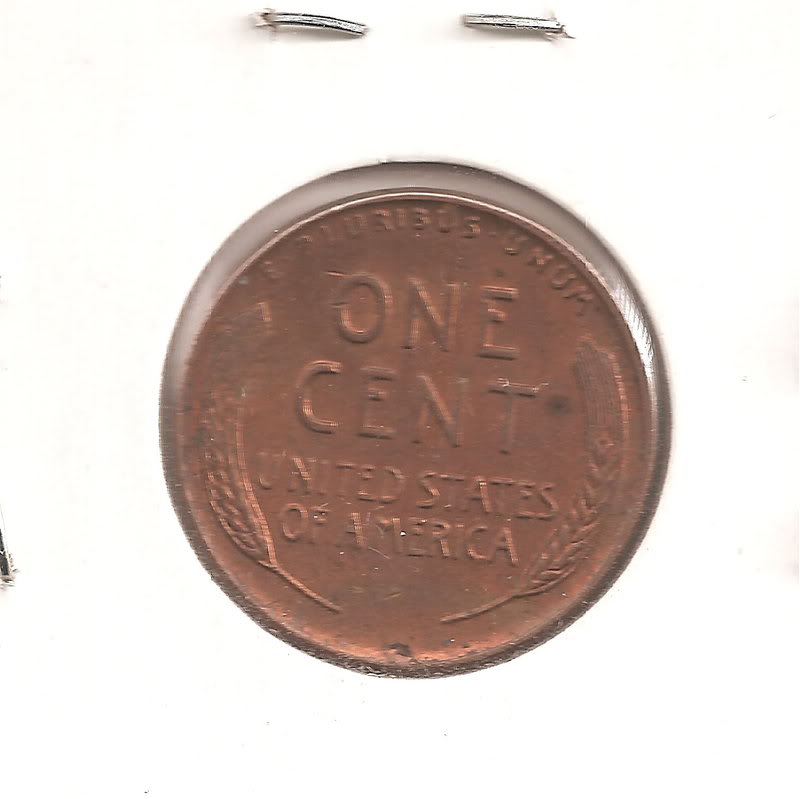 E · PLURIBUS · UNUM
ONE
CENT
UNITED STATES
OF AMERICA